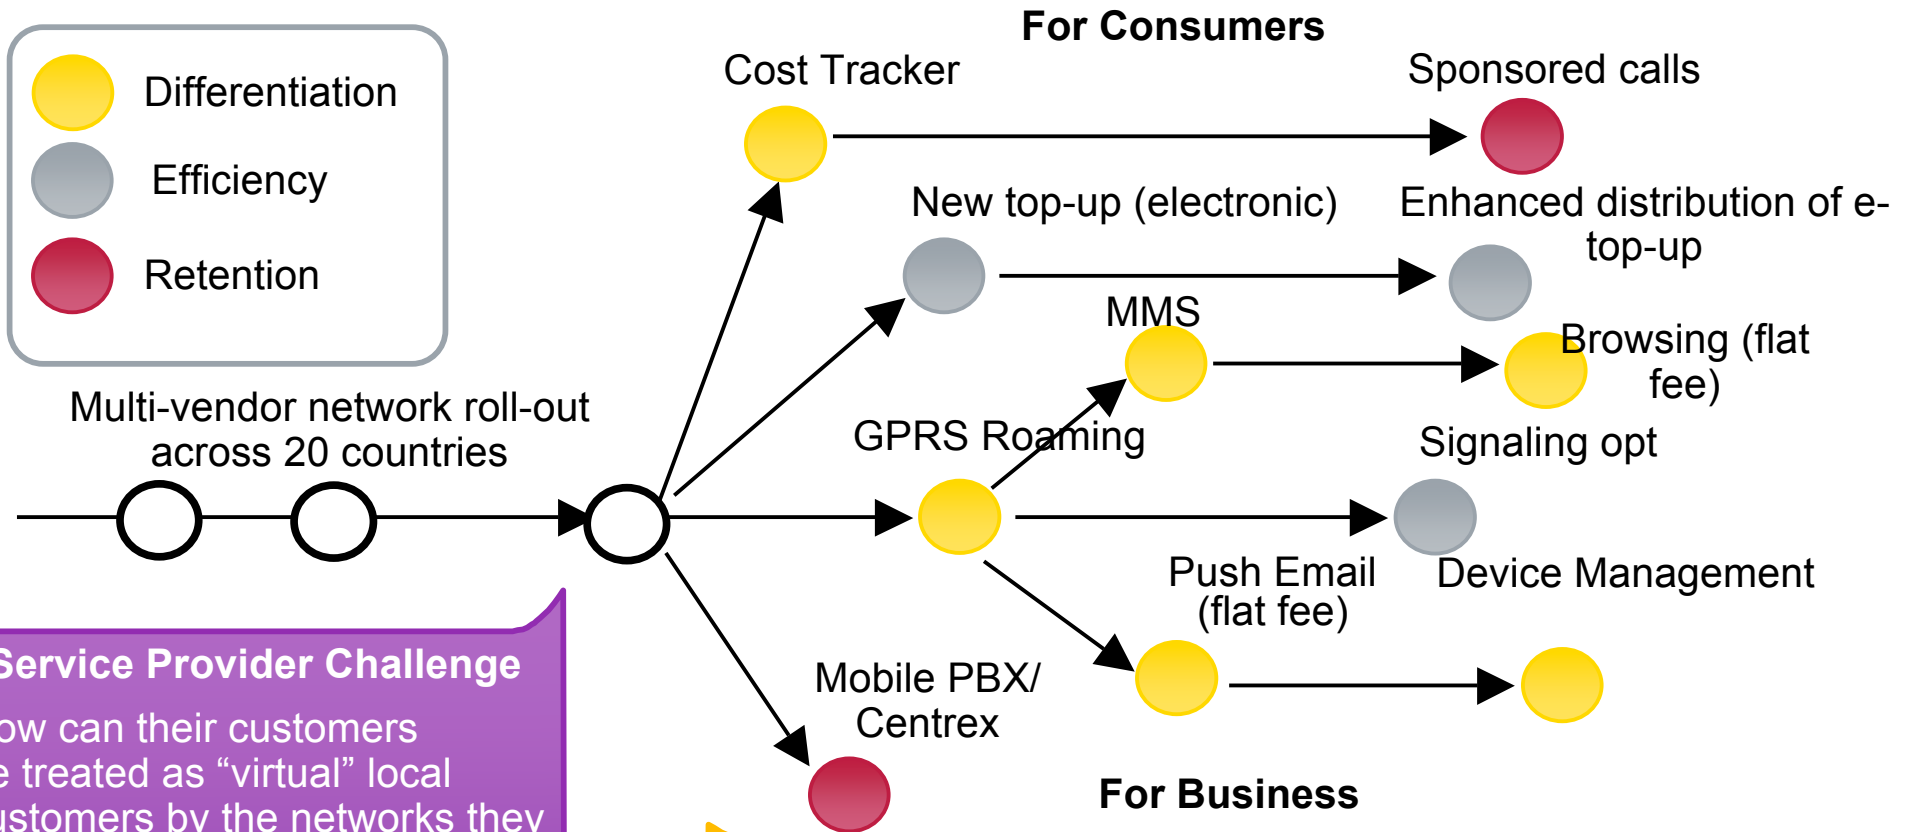 For Consumers
Differentiation
Efficiency
Retention
Cost Tracker
Sponsored calls
New top-up (electronic)
Enhanced distribution of e-
top-up
MMS
Browsing (flat
fee)
Multi-vendor network roll-out
across 20 countries
GPRS Roaming
Signaling opt
Push Email
(flat fee)
Device Management
Mobile PBX/
Centrex
For Business
Service Provider Challenge
can their customers
treated as “virtual” local
by the networks they